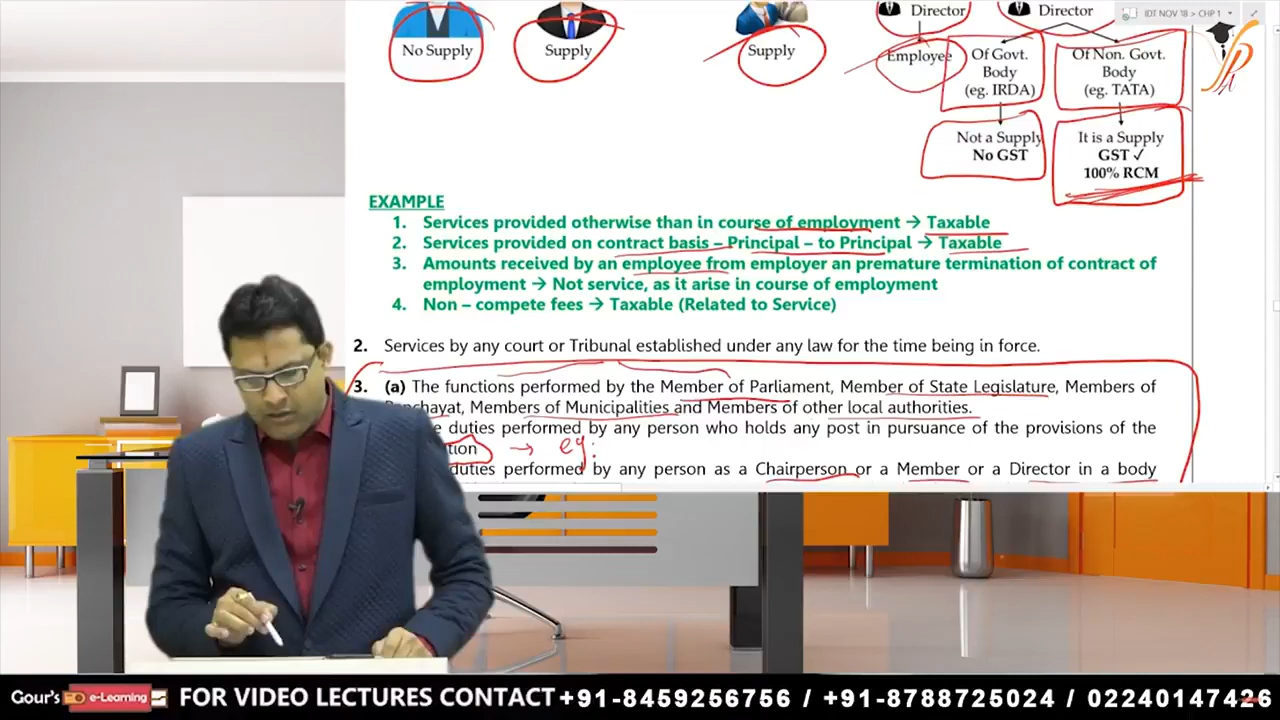 IDT NOV 18 > CHP 1
Director
Director
No Supply
Supply
Supply
Employee
Of Govt.
Body
(eg. IRDA)
Of Non. Govt.
Body
(eg. TATA)
Not a Supply
No GST
It is a Supply
GST ✓
100% RCM
EXAMPLE
1. Services provided otherwise than in course of employment → Taxable
2. Services provided on contract basis – Principal – to Principal → Taxable
3. Amounts received by an employee from employer an premature termination of contract of
employment → Not service, as it arise in course of employment
4. Non – compete fees → Taxable (Related to Service)
2. Services by any court or Tribunal established under any law for the time being in force.
3. (a) The functions performed by the Member of Parliament, Member of State Legislature, Members of
Members of Municipalities and Members of other local authorities.
duties performed by any person who holds any post in pursuance of the provisions of the
tion → eg:
duties performed by any person as a Chairperson or a Member or a Director in a body
Gour's e-Learning FOR VIDEO LECTURES CONTACT +91-8459256756 / +91-8788725024 / 02240147426